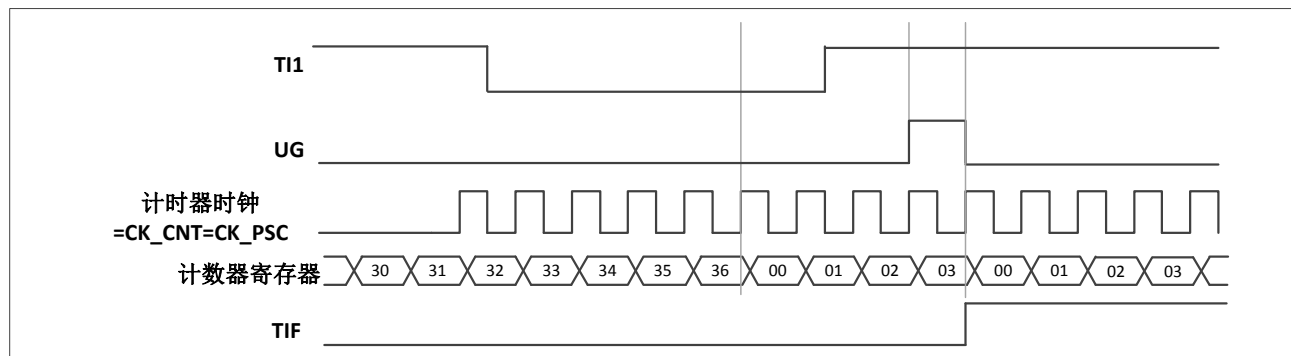 TI1
UG
计时器时钟
=CK_CNT=CK_PSC
计数器寄存器 30 31 32 33 34 35 36 00 01 02 03 00 01 02 03
TIF